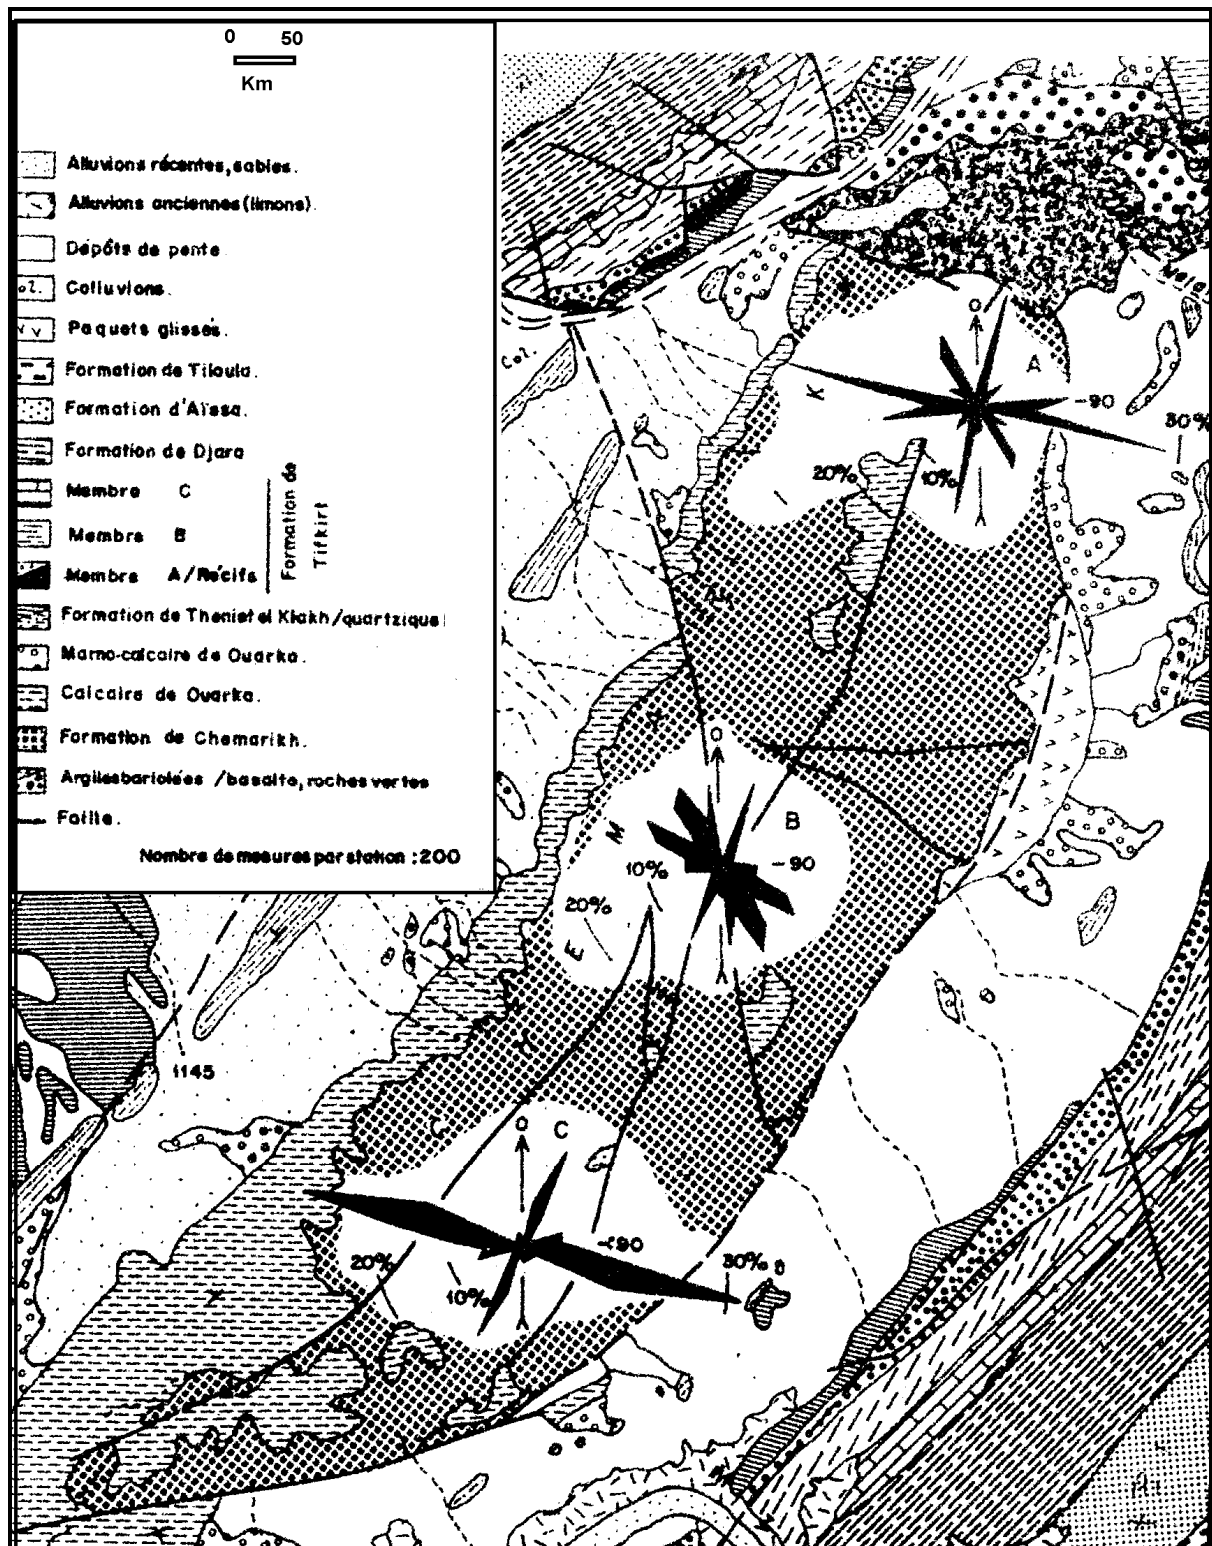 0 50
Km
Alluvions récentes, sables.
Alluvions anciennes (limons).
Dépôts de pente
Colluvions.
Paquets glissés.
Formation de Tiloula.
Formation d'Aïssa.
Formation de Djara
Membre C
Membre B
Membre A/Récifs
Formation de Tifkirt
Formation de Theniet el Klakh/quartzique
Marno-calcaire de Ouarka.
Calcaire de Ouarka.
Formation de Chemarikh.
Argiles bariolées /basalte, roches vertes
Faille.
Nombre de mesures par station : 200
Col.
0
A
K
90
30%
20%
10%
0
B
M
90
10%
20%
E
1145
0
C
90
20%
10%
30%